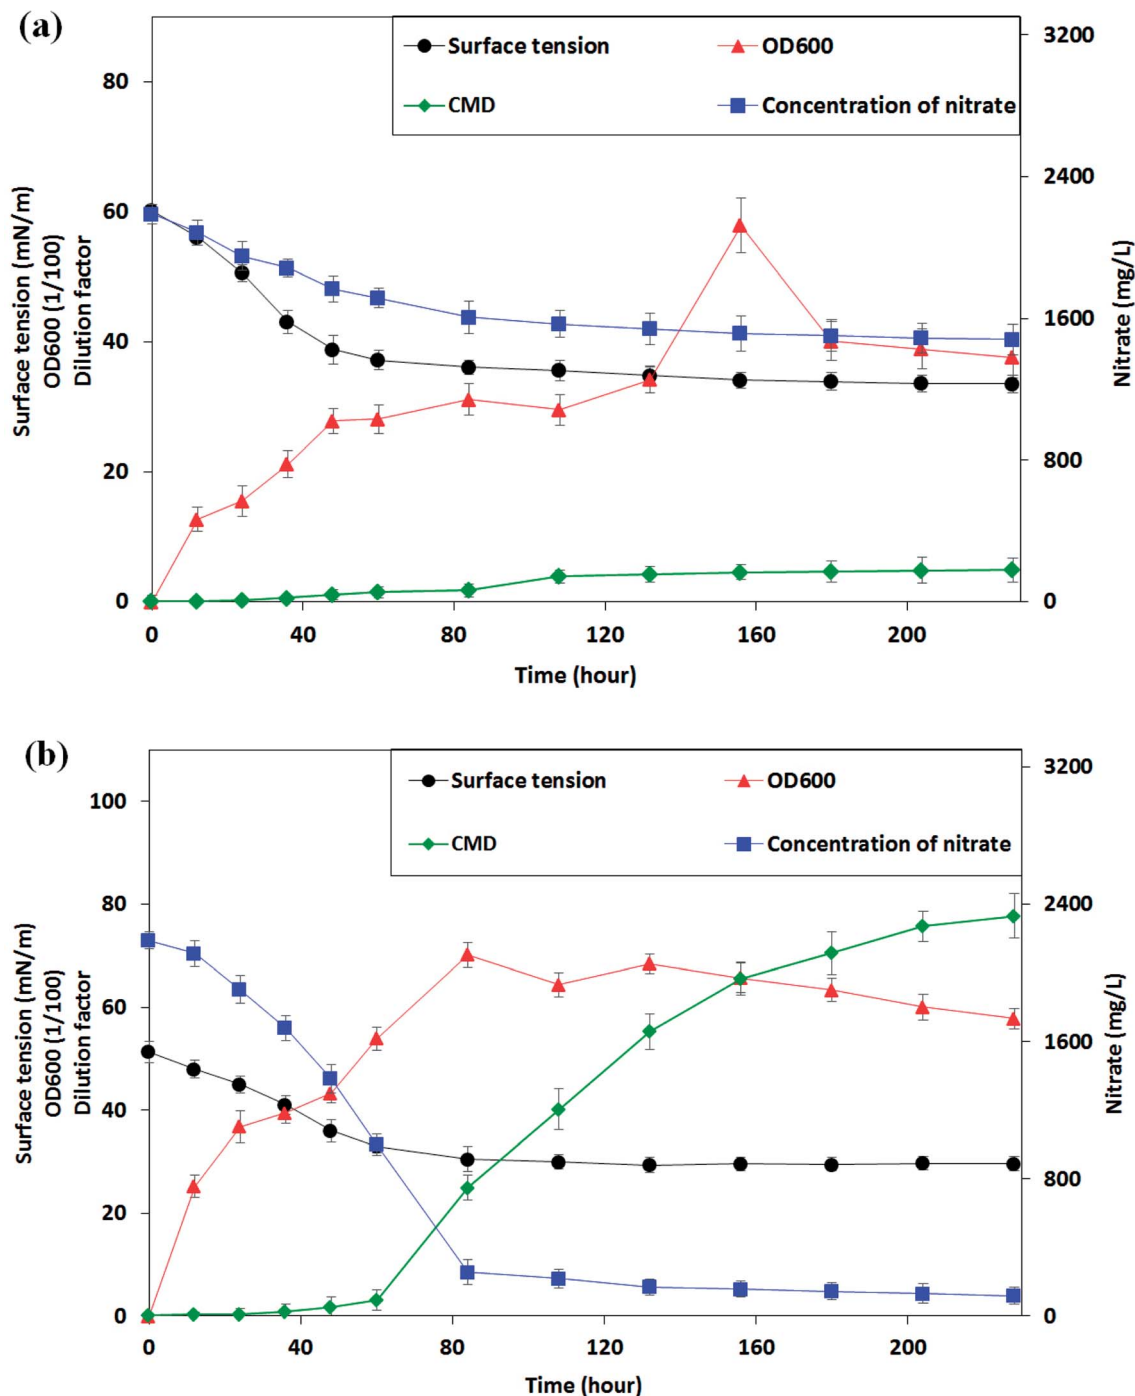 (a)
Surface tension
OD600
CMD
Concentration of nitrate
Surface tension (mN/m)
OD600 (1/100)
Dilution factor
80
60
40
20
0
3200
2400
1600
800
0
Nitrate (mg/L)
0 40 80 120 160 200
Time (hour)
(b)
Surface tension
OD600
CMD
Concentration of nitrate
Surface tension (mN/m)
OD600 (1/100)
Dilution factor
100
80
60
40
20
0
3200
2400
1600
800
0
Nitrate (mg/L)
0 40 80 120 160 200
Time (hour)